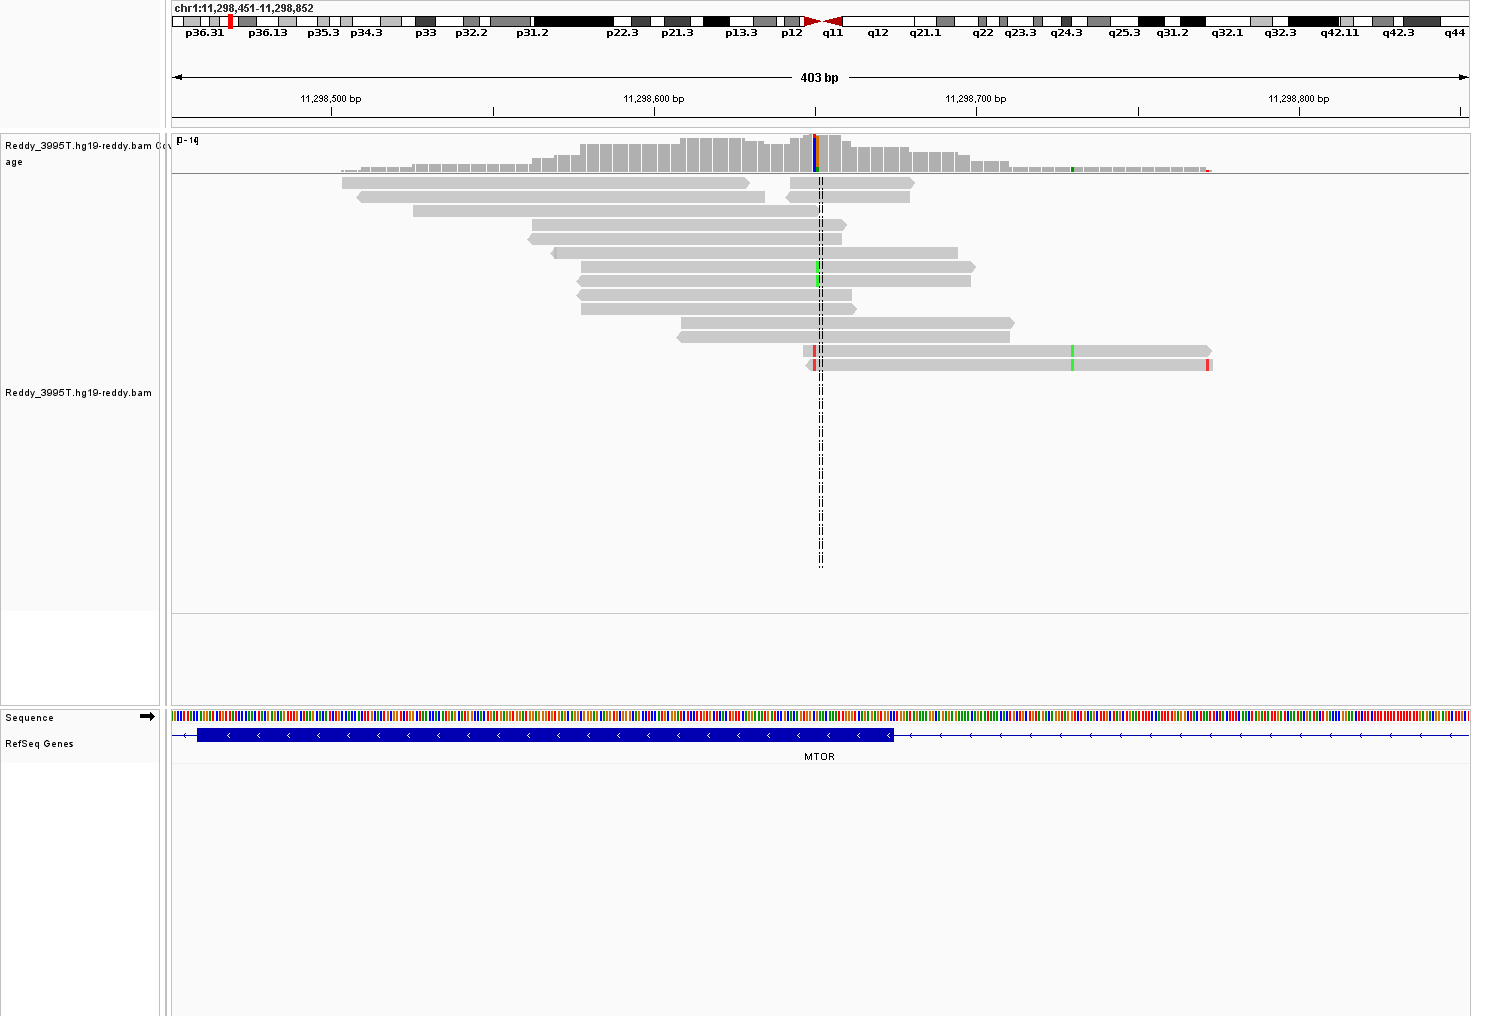 chr1:11,298,451-11,298,852
p36.31 p36.13 p35.3 p34.3 p33 p32.2 p31.2 p22.3 p21.3 p13.3 p12 q11 q12 q21.1 q22 q23.3 q24.3 q25.3 q31.2 q32.1 q32.3 q42.11 q42.3 q44
403 bp
11,298,500 bp 11,298,600 bp 11,298,700 bp 11,298,800 bp
Reddy_3995T.hg19-reddy.bam Cov
age
Reddy_3995T.hg19-reddy.bam
Sequence
RefSeq Genes
MTOR